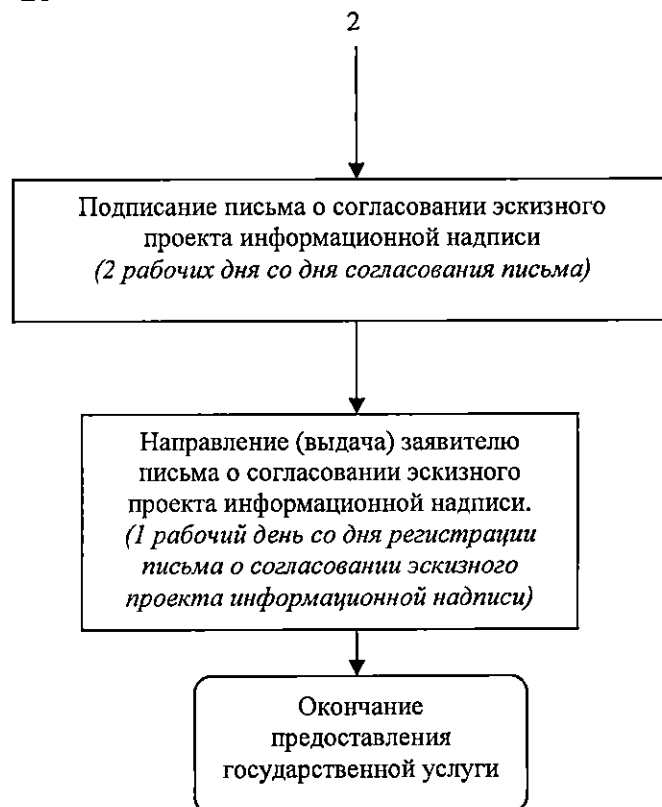 2
Подписание письма о согласовании эскизного
проекта информационной надписи
(2 рабочих дня со дня согласования письма)
Направление (выдача) заявителю
письма о согласовании эскизного
проекта информационной надписи.
(1 рабочий день со дня регистрации
письма о согласовании эскизного
проекта информационной надписи)
Окончание
предоставления
государственной услуги